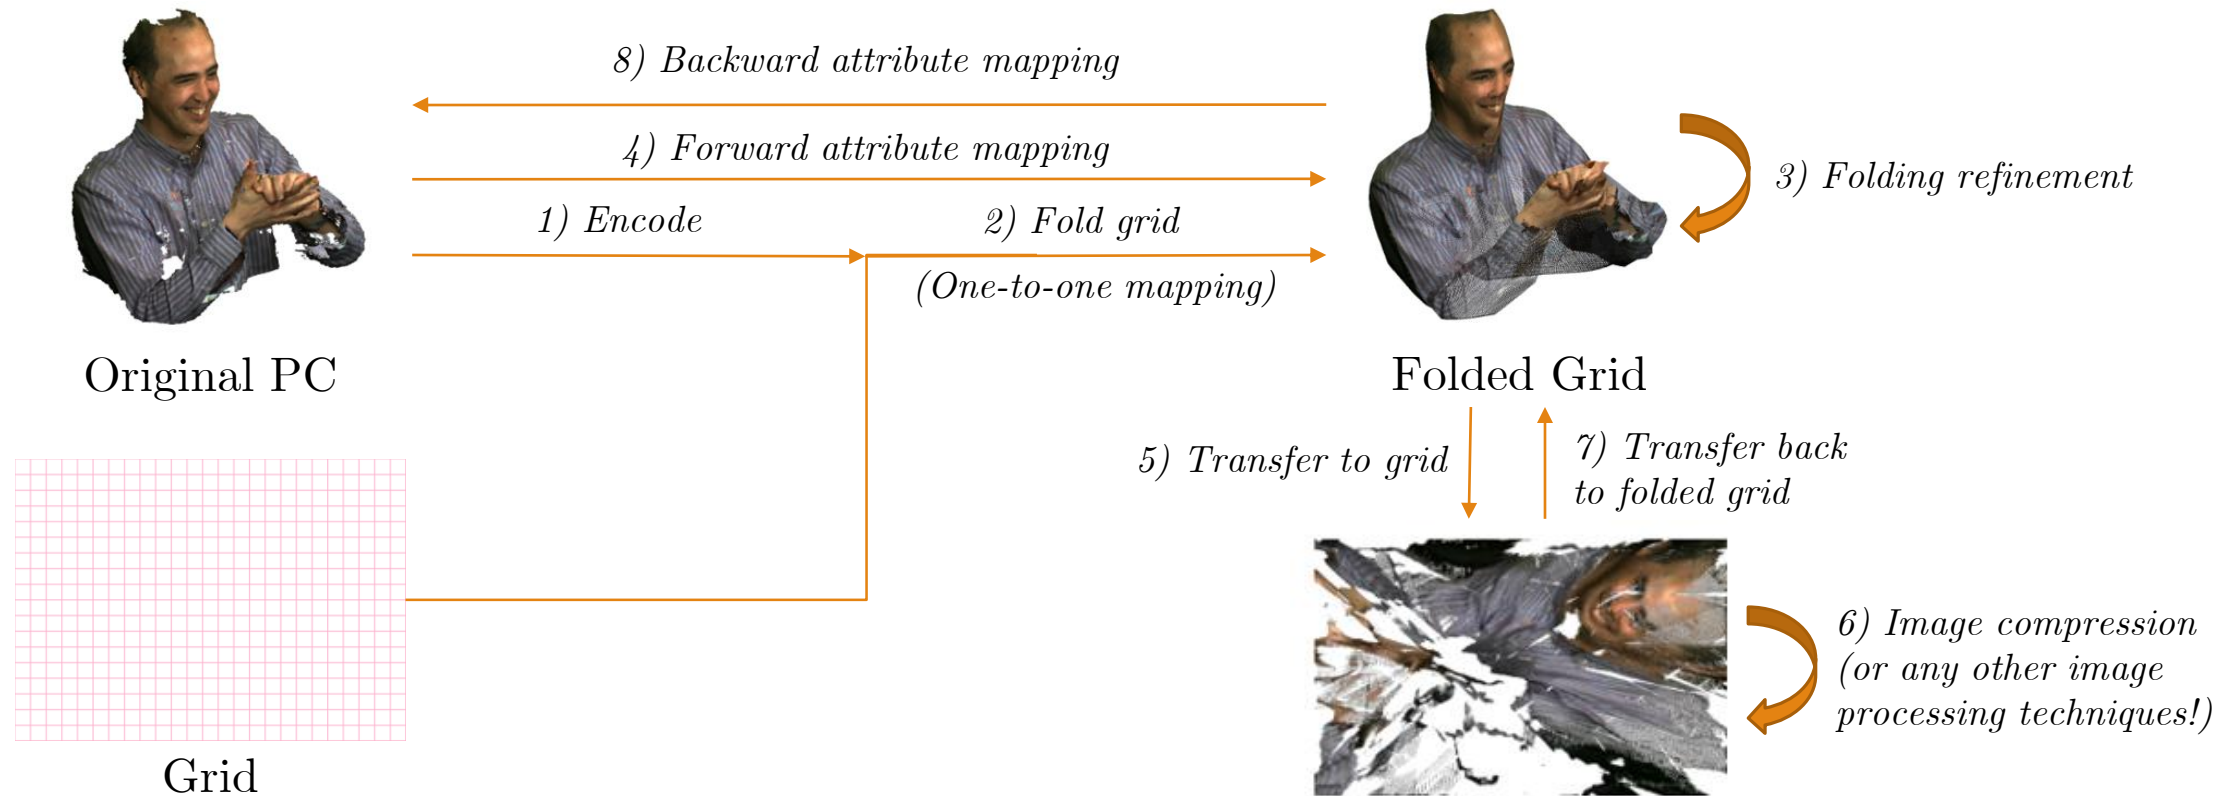 8) Backward attribute mapping
4) Forward attribute mapping
1) Encode
2) Fold grid
(One-to-one mapping)
3) Folding refinement
Original PC
Folded Grid
5) Transfer to grid
7) Transfer back
to folded grid
6) Image compression
(or any other image
processing techniques!)
Grid